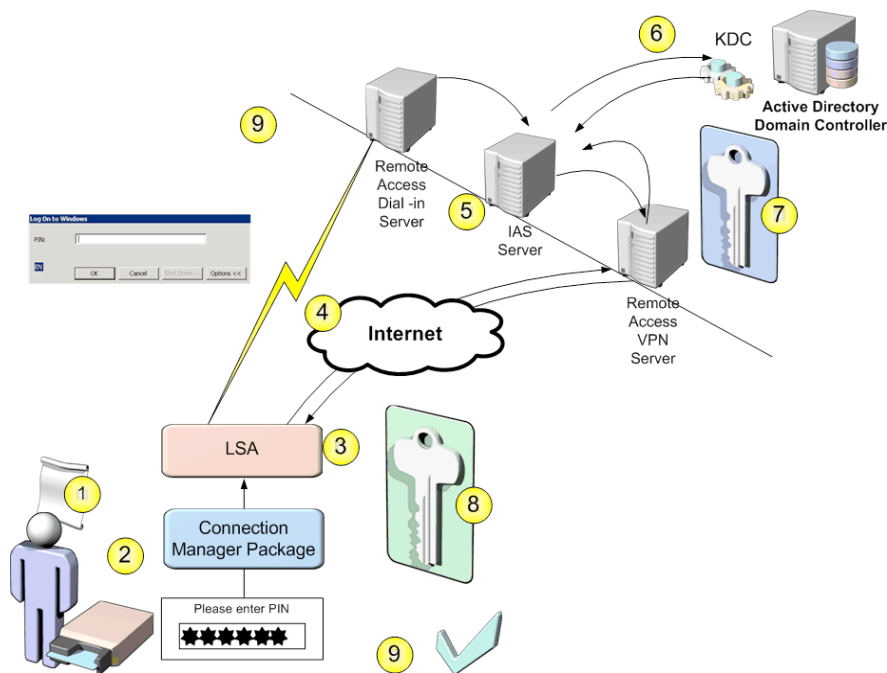 6
KDC
Active Directory
Domain Controller
9
Remote
Access
Dial -in
Server
5
IAS
Server
7
Log On to Windows
PIN:
EN
OK
Cancel
Shut Down...
Options <<
4
Internet
Remote
Access
VPN
Server
LSA
3
1
2
Connection
Manager Package
8
Please enter PIN
9